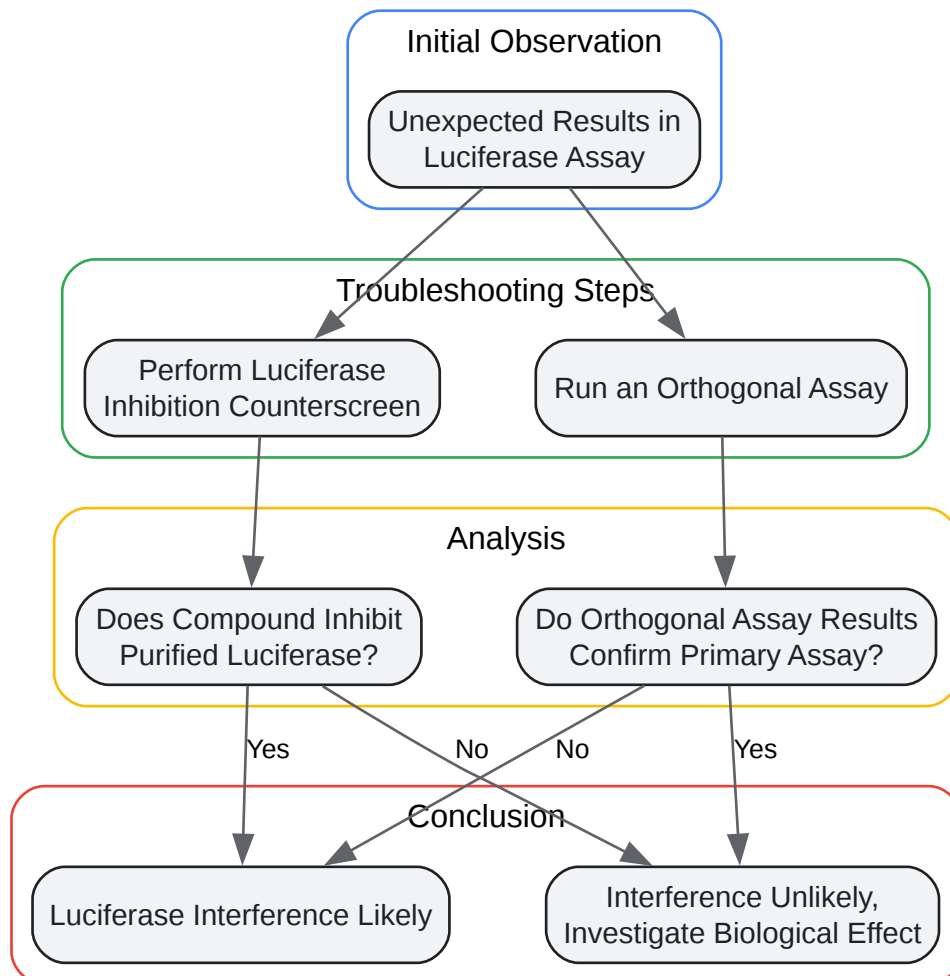 Initial Observation
Unexpected Results in
Luciferase Assay
Troubleshooting Steps
Perform Luciferase
Inhibition Counterscreen
Run an Orthogonal Assay
Analysis
Does Compound Inhibit
Purified Luciferase?
Do Orthogonal Assay Results
Confirm Primary Assay?
Yes
No
No
Yes
Conclusion
Luciferase Interference Likely
Interference Unlikely,
Investigate Biological Effect